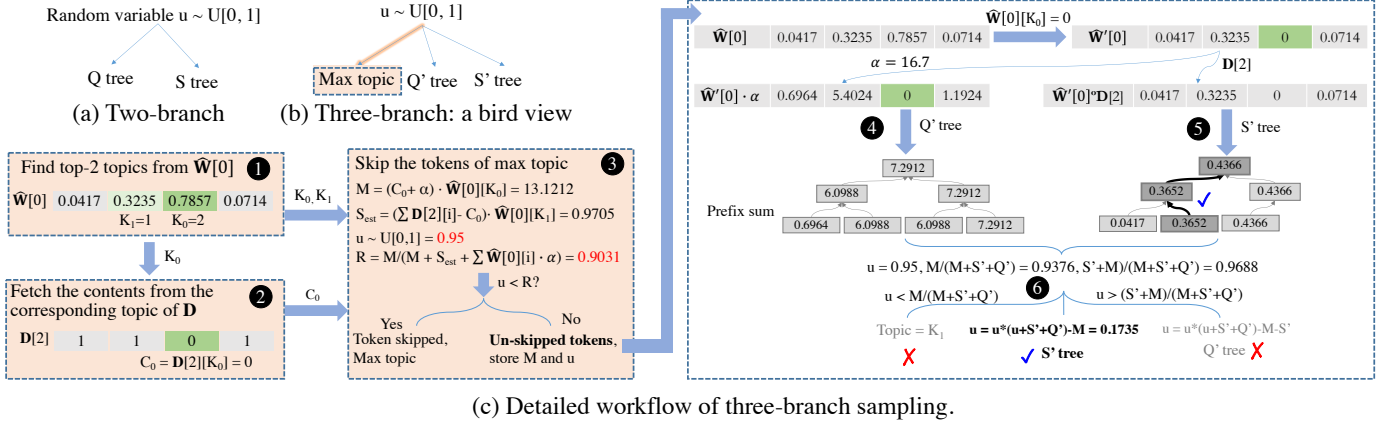 Random variable u ~ U[0, 1]
Q tree
S tree
(a) Two-branch
u ~ U[0, 1]
Max topic
Q' tree
S' tree
(b) Three-branch: a bird view
Find top-2 topics from Ŵ[0]
1
Ŵ[0] 0.0417 0.3235 0.7857 0.0714
K₁=1 K₀=2
K₀, K₁
K₀
Fetch the contents from the
corresponding topic of D
2
D[2] 1 1 0 1
C₀ = D[2][K₀] = 0
C₀
Skip the tokens of max topic
3
M = (C₀+ α) · Ŵ[0][K₀] = 13.1212
S_est = (∑ D[2][i]- C₀)· Ŵ[0][K₁] = 0.9705
u ~ U[0,1] = 0.95
R = M/(M + S_est + ∑ Ŵ[0][i] · α) = 0.9031
u < R?
Yes
Token skipped,
Max topic
No
Un-skipped tokens,
store M and u
Ŵ[0] 0.0417 0.3235 0.7857 0.0714
Ŵ[0][K₀] = 0
Ŵ'[0] 0.0417 0.3235 0 0.0714
α = 16.7
D[2]
Ŵ'[0] · α 0.6964 5.4024 0 1.1924
Ŵ'[0]∘D[2] 0.0417 0.3235 0 0.0714
4
Q' tree
5
S' tree
7.2912
6.0988 7.2912
0.6964 6.0988 6.0988 7.2912
Prefix sum
0.4366
0.3652 0.4366
0.0417 0.3652 0.4366
u = 0.95, M/(M+S'+Q') = 0.9376, S'+M)/(M+S'+Q') = 0.9688
6
u < M/(M+S'+Q')
u > (S'+M)/(M+S'+Q')
Topic = K₁
u = u*(u+S'+Q')-M = 0.1735
S' tree
u = u*(u+S'+Q')-M-S'
Q' tree
(c) Detailed workflow of three-branch sampling.